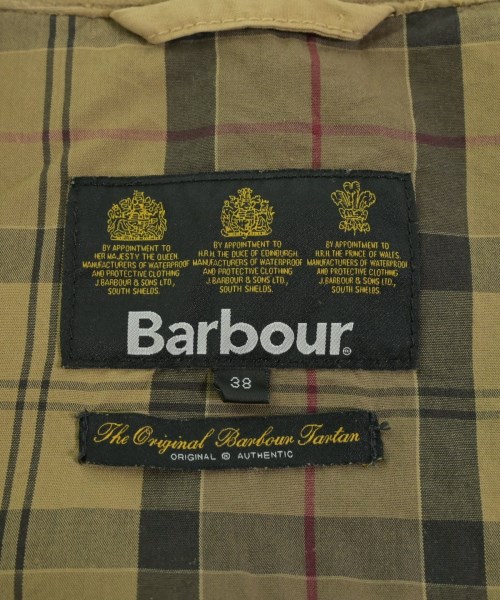 BY APPOINTMENT TO
HER MAJESTY THE QUEEN
MANUFACTURERS OF WATERPROOF
AND PROTECTIVE CLOTHING
J.BARBOUR & SONS LTD.,
SOUTH SHIELDS.
BY APPOINTMENT TO
H.R.H. THE DUKE OF EDINBURGH.
MANUFACTURERS OF WATERPROOF
AND PROTECTIVE CLOTHING
J.BARBOUR & SONS LTD.,
SOUTH SHIELDS.
BY APPOINTMENT TO
H.R.H. THE PRINCE OF WALES.
MANUFACTURERS OF WATERPROOF
AND PROTECTIVE CLOTHING
J.BARBOUR & SONS LTD.,
SOUTH SHIELDS.
Barbour®
38
The Original Barbour Tartan
ORIGINAL ® AUTHENTIC